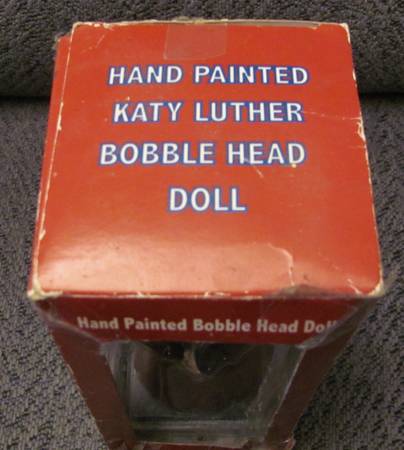 HAND PAINTED
KATY LUTHER
BOBBLE HEAD
DOLL
Hand Painted Bobble Head Doll